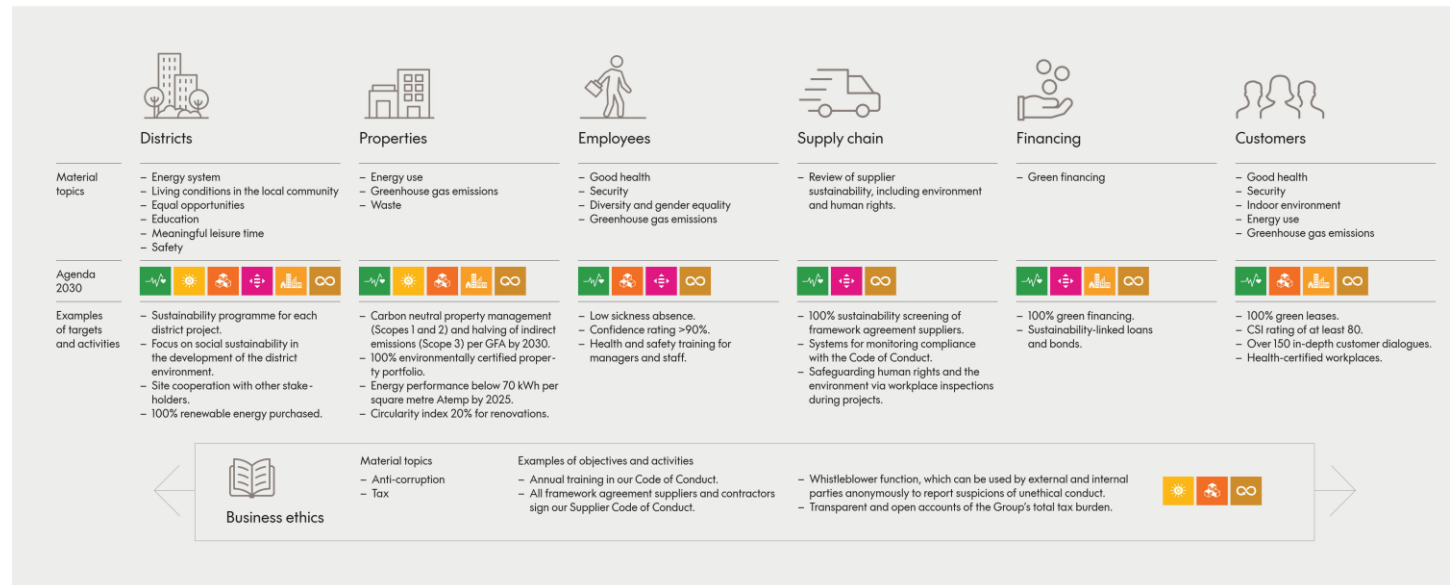 Districts
Properties
Employees
Supply chain
Financing
Customers
Material
topics
– Energy system
– Living conditions in the local community
– Equal opportunities
– Education
– Meaningful leisure time
– Safety
– Energy use
– Greenhouse gas emissions
– Waste
– Good health
– Security
– Diversity and gender equality
– Greenhouse gas emissions
– Review of supplier
sustainability, including environment
and human rights.
– Green financing
– Good health
– Security
– Indoor environment
– Energy use
– Greenhouse gas emissions
Agenda
2030
Examples
of targets
and activities
– Sustainability programme for each
district project.
– Focus on social sustainability in
the development of the district
environment.
– Site cooperation with other stake-
holders.
– 100% renewable energy purchased.
– Carbon neutral property management
(Scopes 1 and 2) and halving of indirect
emissions (Scope 3) per GFA by 2030.
– 100% environmentally certified proper-
ty portfolio.
– Energy performance below 70 kWh per
square metre Atemp by 2025.
– Circularity index 20% for renovations.
– Low sickness absence.
– Confidence rating >90%.
– Health and safety training for
managers and staff.
– 100% sustainability screening of
framework agreement suppliers.
– Systems for monitoring compliance
with the Code of Conduct.
– Safeguarding human rights and the
environment via workplace inspections
during projects.
– 100% green financing.
– Sustainability-linked loans
and bonds.
– 100% green leases.
– CSI rating of at least 80.
– Over 150 in-depth customer dialogues.
– Health-certified workplaces.
Business ethics
Material topics
– Anti-corruption
– Tax
Examples of objectives and activities
– Annual training in our Code of Conduct.
– All framework agreement suppliers and contractors
sign our Supplier Code of Conduct.
– Whistleblower function, which can be used by external and internal
parties anonymously to report suspicions of unethical conduct.
– Transparent and open accounts of the Group's total tax burden.